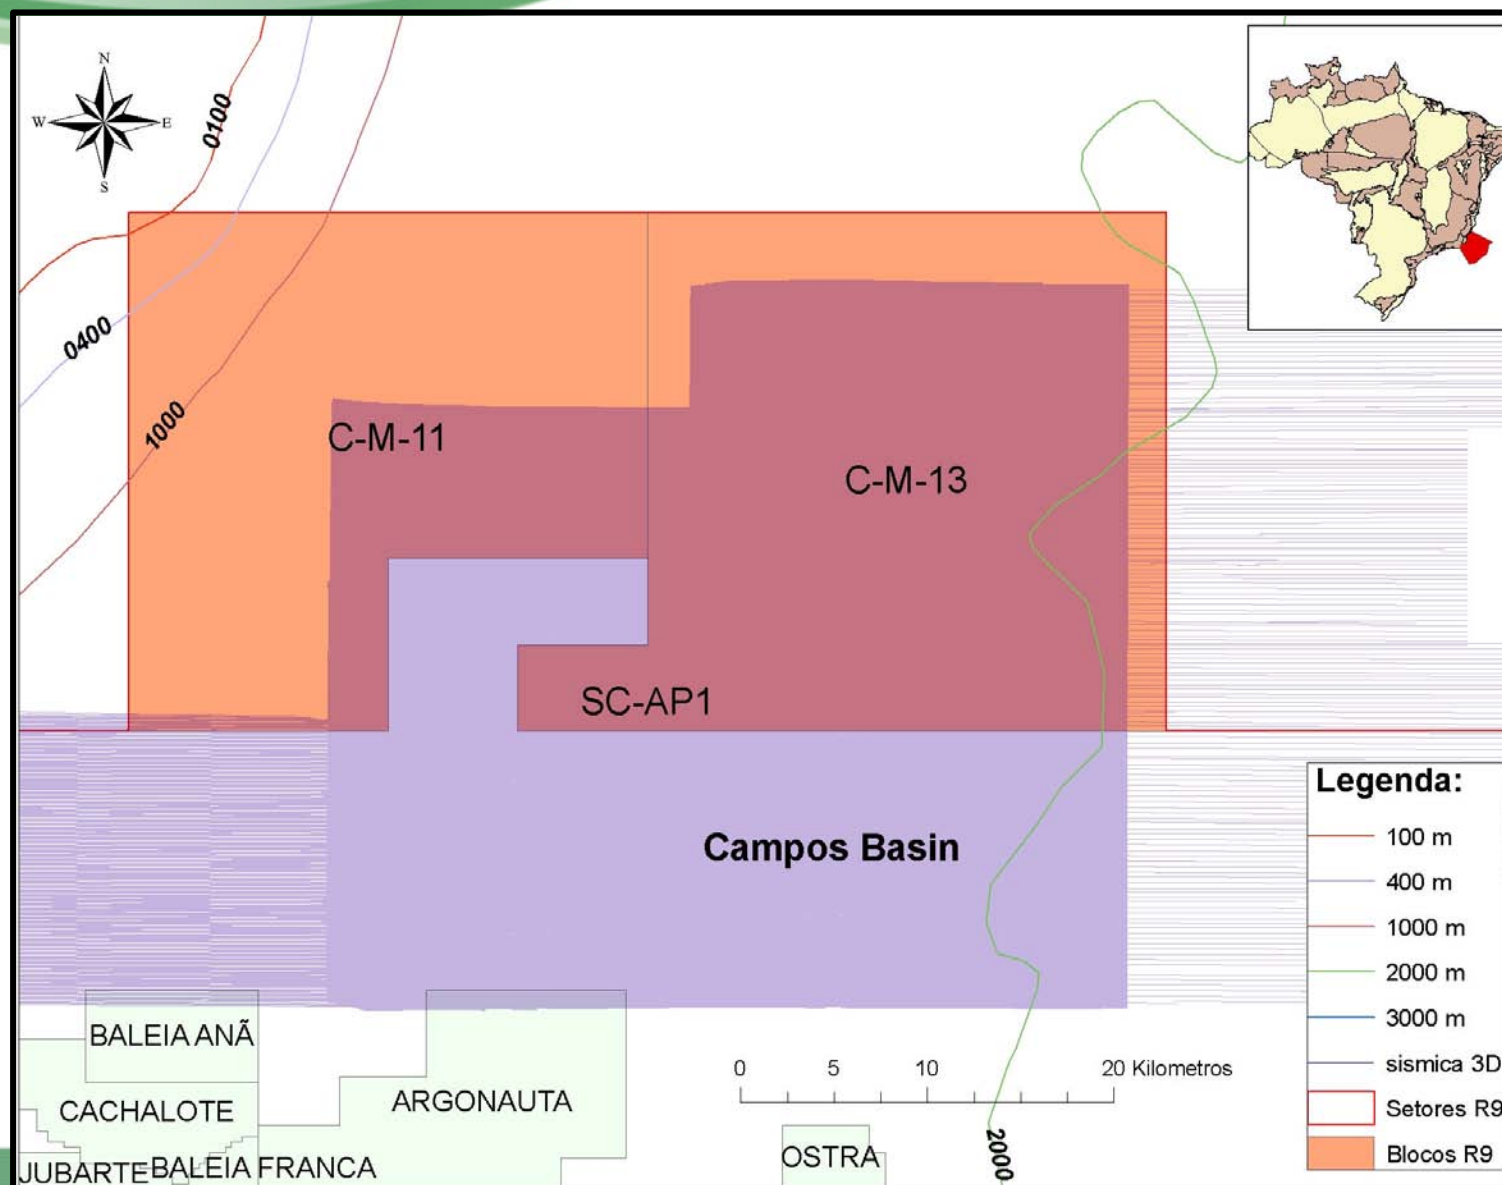 N
W E
S
0100
0400
1000
C-M-11
C-M-13
SC-AP1
Campos Basin
Legenda:
100 m
400 m
1000 m
2000 m
3000 m
sismica 3D
Setores R9
Blocos R9
BALEIA ANÃ
CACHALOTE
ARGONAUTA
JUBARTE
BALEIA FRANCA
OSTRA
0 5 10 20 Kilometros
2000